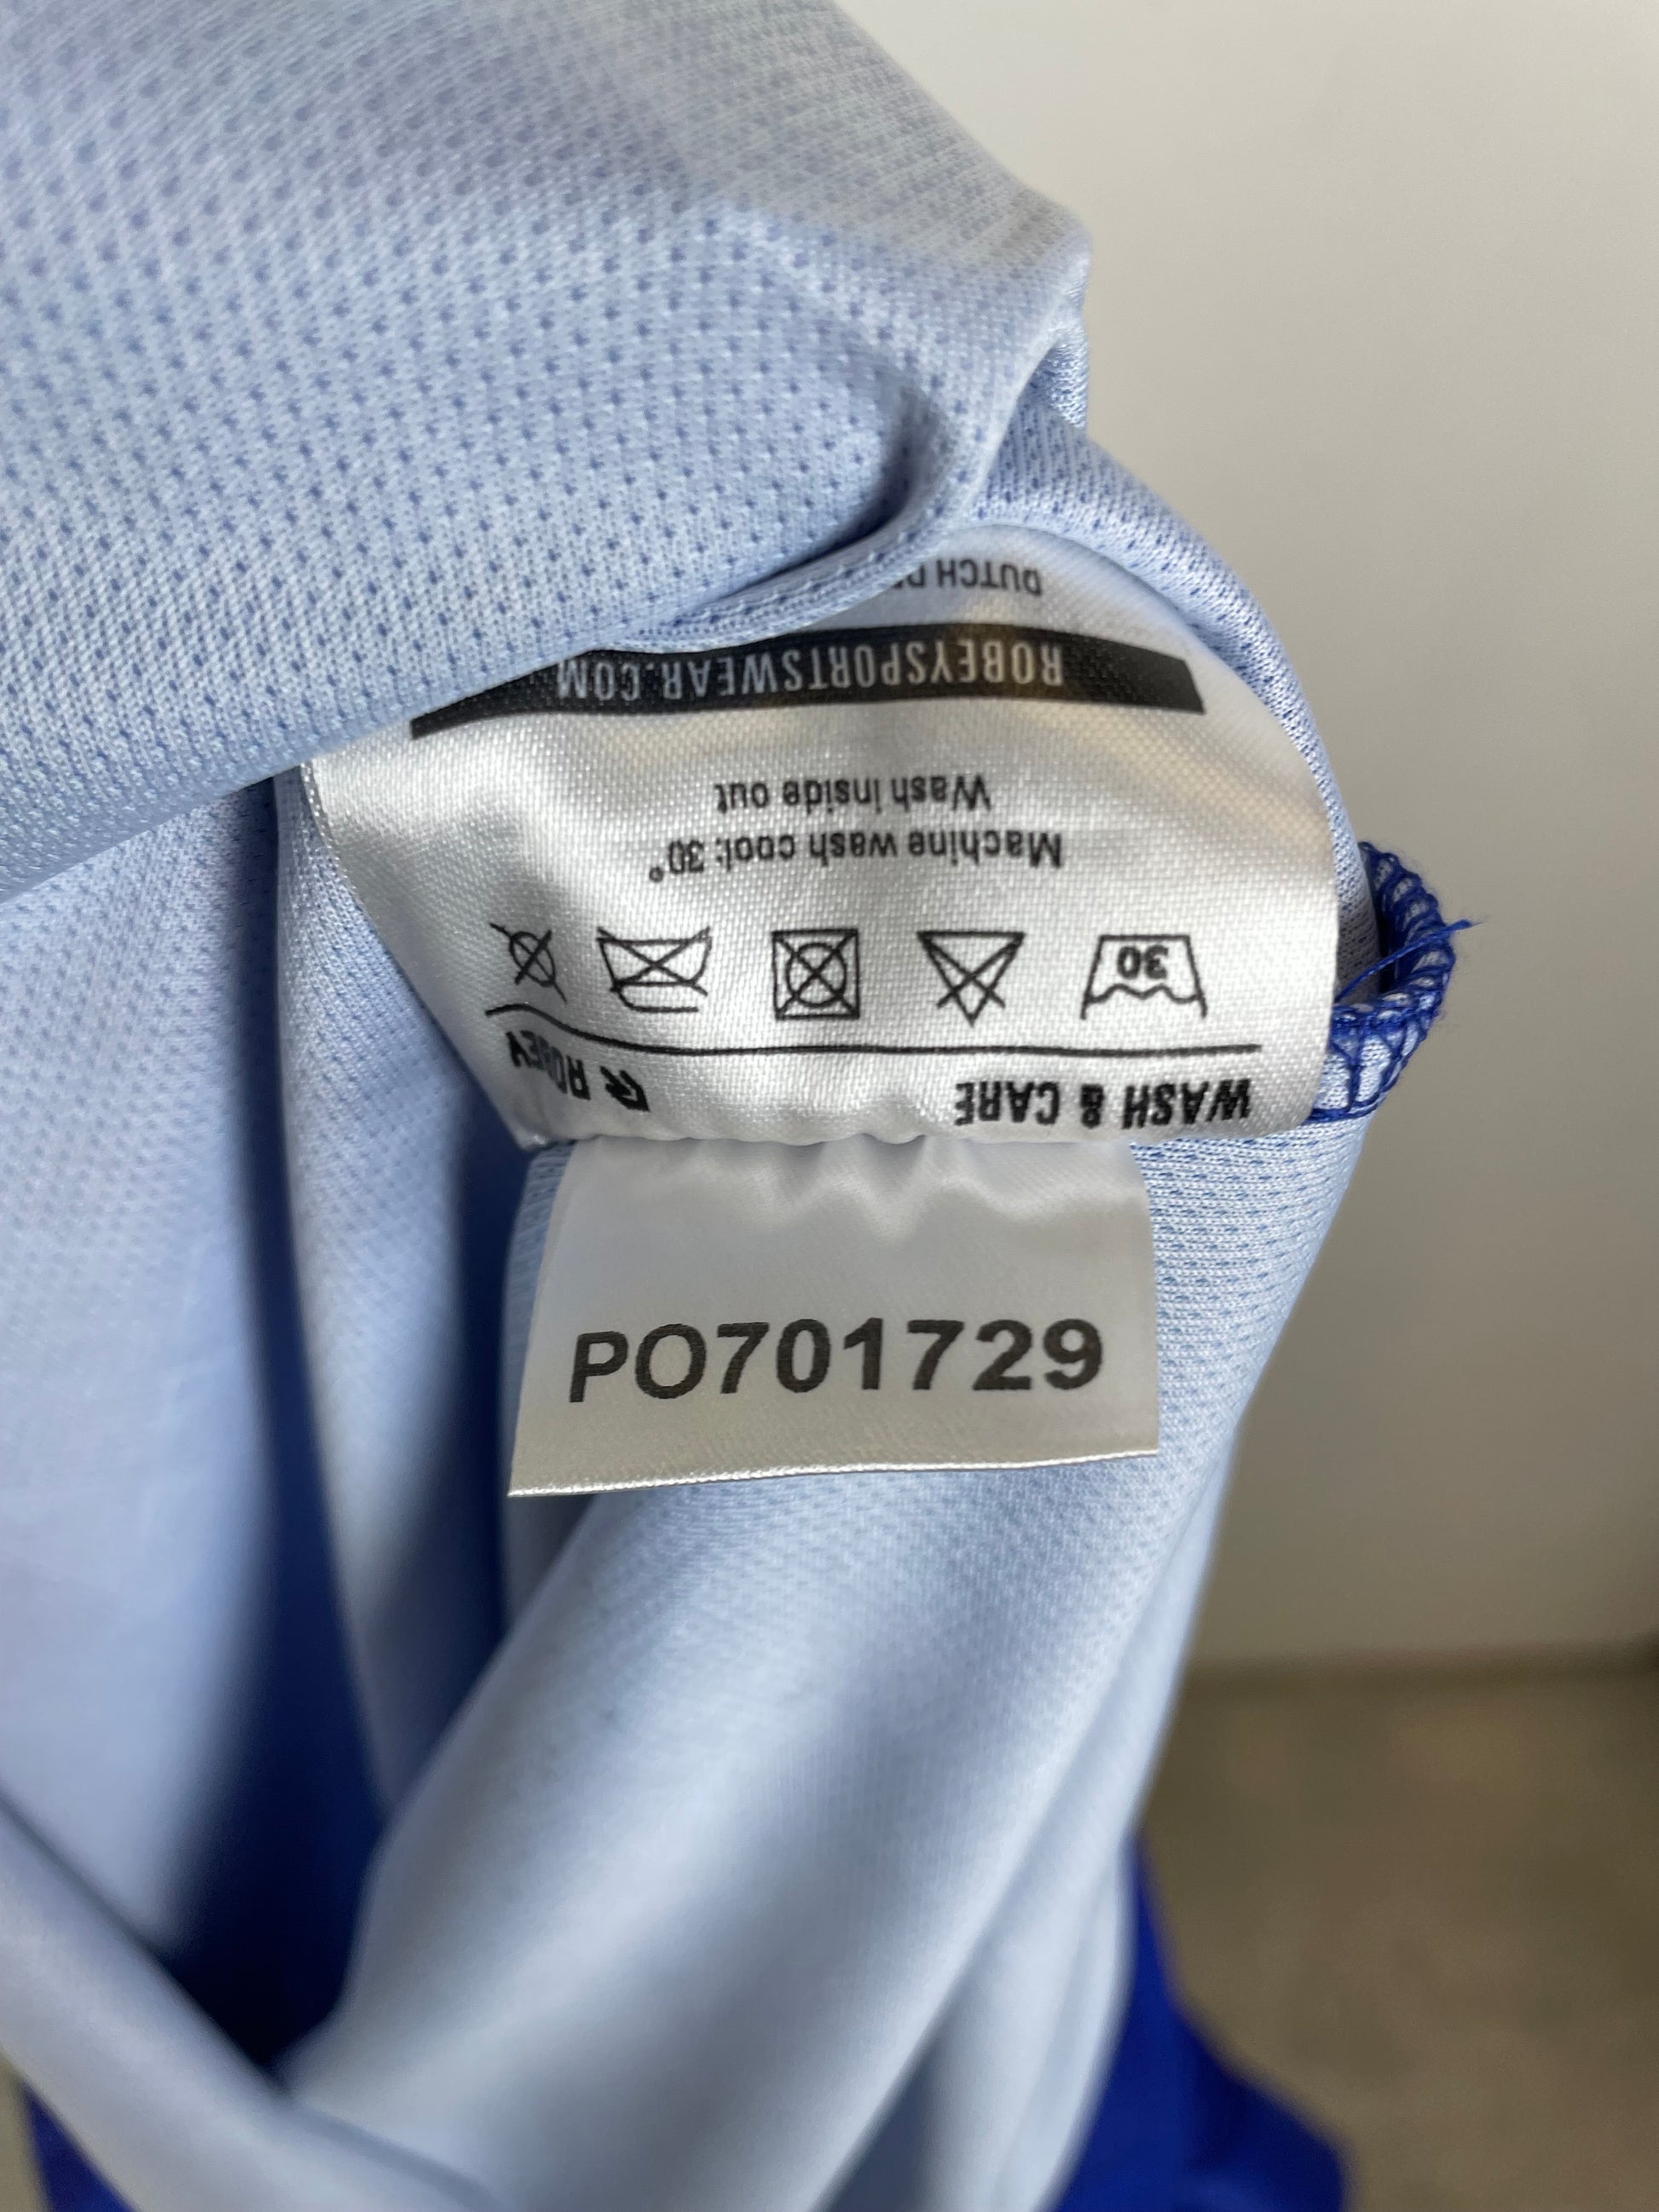 WASH & CARE
ROBEY
30
Machine wash cool: 30°
Wash inside out
ROBEYSPORTSWEAR.COM
DUTCH
PO701729